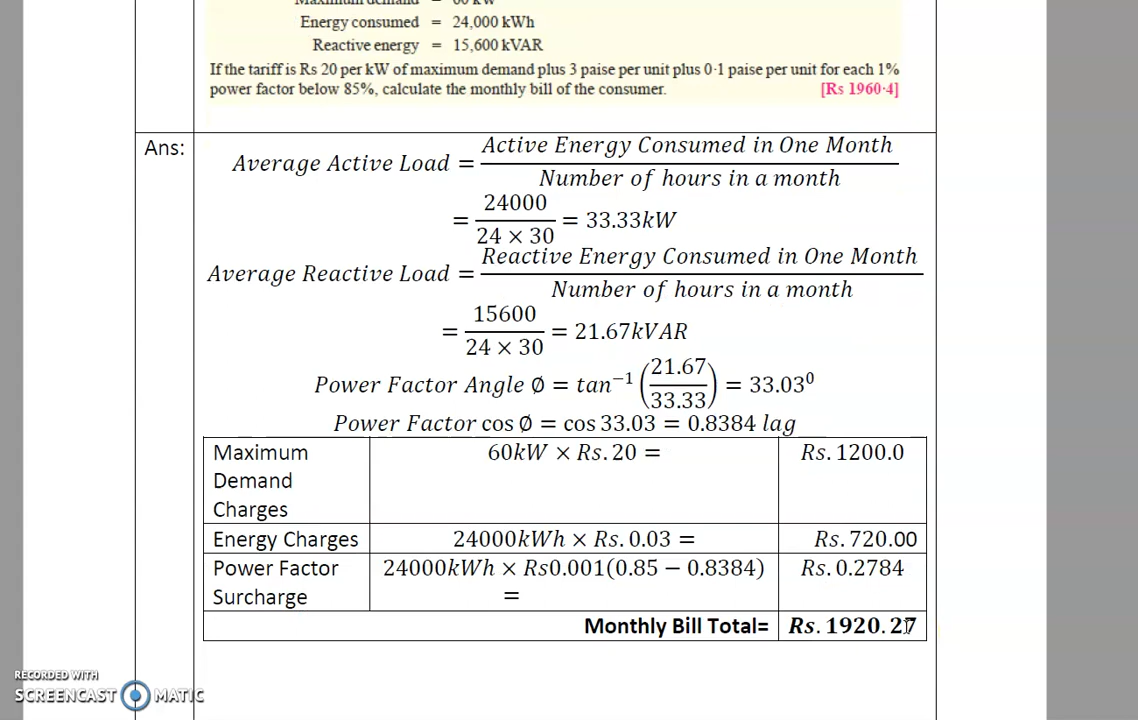 Maximum demand = 60 kW
Energy consumed = 24,000 kWh
Reactive energy = 15,600 kVAR
If the tariff is Rs 20 per kW of maximum demand plus 3 paise per unit plus 0·1 paise per unit for each 1%
power factor below 85%, calculate the monthly bill of the consumer. [Rs 1960·4]
Ans:
Average Active Load = Active Energy Consumed in One Month / Number of hours in a month
= 24000 / 24 × 30 = 33.33kW
Average Reactive Load = Reactive Energy Consumed in One Month / Number of hours in a month
= 15600 / 24 × 30 = 21.67kVAR
Power Factor Angle ∅ = tan⁻¹ (21.67 / 33.33) = 33.03⁰
Power Factor cos ∅ = cos 33.03 = 0.8384 lag
Maximum Demand Charges 60kW × Rs. 20 = Rs. 1200.0
Energy Charges 24000kWh × Rs. 0.03 = Rs. 720.00
Power Factor Surcharge 24000kWh × Rs0.001(0.85 − 0.8384) = Rs. 0.2784
Monthly Bill Total= Rs. 1920.27
RECORDED WITH
SCREENCAST MATIC